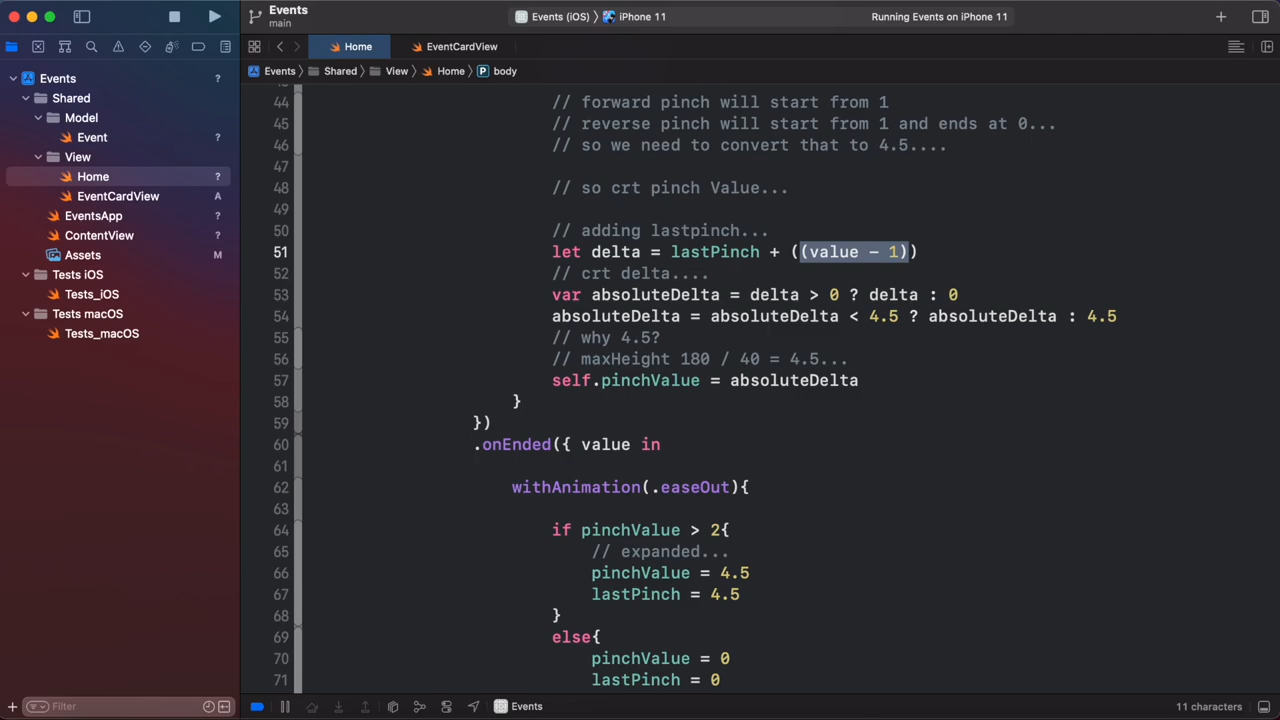 Events
main
Events (iOS) 〉 iPhone 11
Running Events on iPhone 11
Home
EventCardView
Events 〉 Shared 〉 View 〉 Home 〉 P body
Events ?
Shared
Model
Event ?
View
Home ?
EventCardView A
EventsApp ?
ContentView ?
Assets M
Tests iOS
Tests_iOS
Tests macOS
Tests_macOS
44 // forward pinch will start from 1
45 // reverse pinch will start from 1 and ends at 0...
46 // so we need to convert that to 4.5....
47
48 // so crt pinch Value...
49
50 // adding lastpinch...
51 let delta = lastPinch + ((value - 1))
52 // crt delta....
53 var absoluteDelta = delta > 0 ? delta : 0
54 absoluteDelta = absoluteDelta < 4.5 ? absoluteDelta : 4.5
55 // why 4.5?
56 // maxHeight 180 / 40 = 4.5...
57 self.pinchValue = absoluteDelta
58 }
59 })
60 .onEnded({ value in
61
62 withAnimation(.easeOut){
63
64 if pinchValue > 2{
65 // expanded...
66 pinchValue = 4.5
67 lastPinch = 4.5
68 }
69 else{
70 pinchValue = 0
71 lastPinch = 0
Filter
Events
11 characters